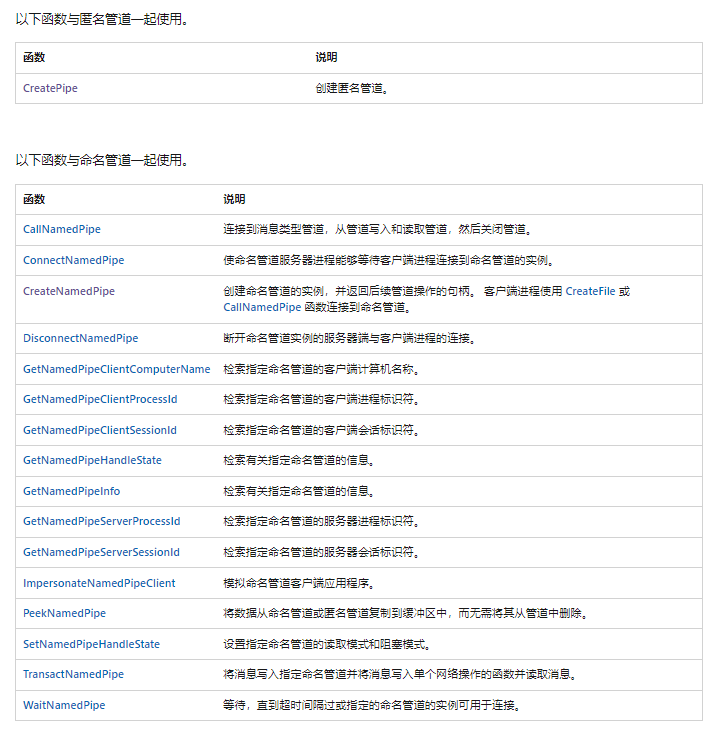 以下函数与匿名管道一起使用。
函数 说明
CreatePipe 创建匿名管道。
以下函数与命名管道一起使用。
函数 说明
CallNamedPipe 连接到消息类型管道，从管道写入和读取管道，然后关闭管道。
ConnectNamedPipe 使命名管道服务器进程能够等待客户端进程连接到命名管道的实例。
CreateNamedPipe 创建命名管道的实例，并返回后续管道操作的句柄。 客户端进程使用 CreateFile 或
CallNamedPipe 函数连接到命名管道。
DisconnectNamedPipe 断开命名管道实例的服务器端与客户端进程的连接。
GetNamedPipeClientComputerName 检索指定命名管道的客户端计算机名称。
GetNamedPipeClientProcessId 检索指定命名管道的客户端进程标识符。
GetNamedPipeClientSessionId 检索指定命名管道的客户端会话标识符。
GetNamedPipeHandleState 检索有关指定命名管道的信息。
GetNamedPipeInfo 检索有关指定命名管道的信息。
GetNamedPipeServerProcessId 检索指定命名管道的服务器进程标识符。
GetNamedPipeServerSessionId 检索指定命名管道的服务器会话标识符。
ImpersonateNamedPipeClient 模拟命名管道客户端应用程序。
PeekNamedPipe 将数据从命名管道或匿名管道复制到缓冲区中，而无需将其从管道中删除。
SetNamedPipeHandleState 设置指定命名管道的读取模式和阻塞模式。
TransactNamedPipe 将消息写入指定命名管道并将消息写入单个网络操作的函数并读取消息。
WaitNamedPipe 等待，直到超时间隔过或指定的命名管道的实例可用于连接。